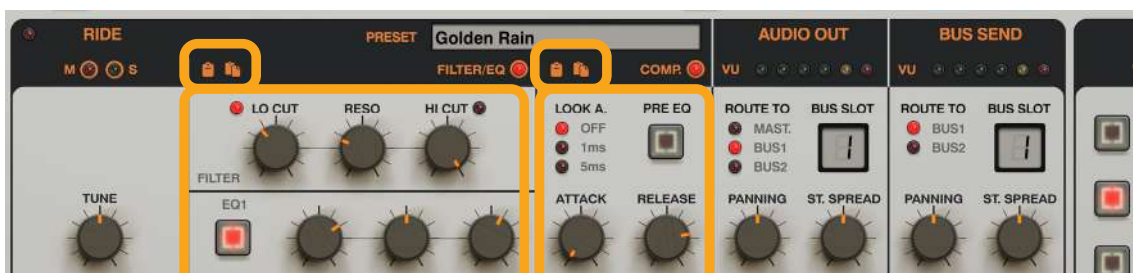 RIDE PRESET Golden Rain AUDIO OUT BUS SEND
M S FILTER/EQ COMP. VU VU
LO CUT RESO HI CUT LOOK A. PRE EQ ROUTE TO BUS SLOT ROUTE TO BUS SLOT
OFF MAST. BUS1
1ms BUS1 1 BUS2 1
5ms BUS2
FILTER
TUNE EQ1 ATTACK RELEASE PANNING ST. SPREAD PANNING ST. SPREAD